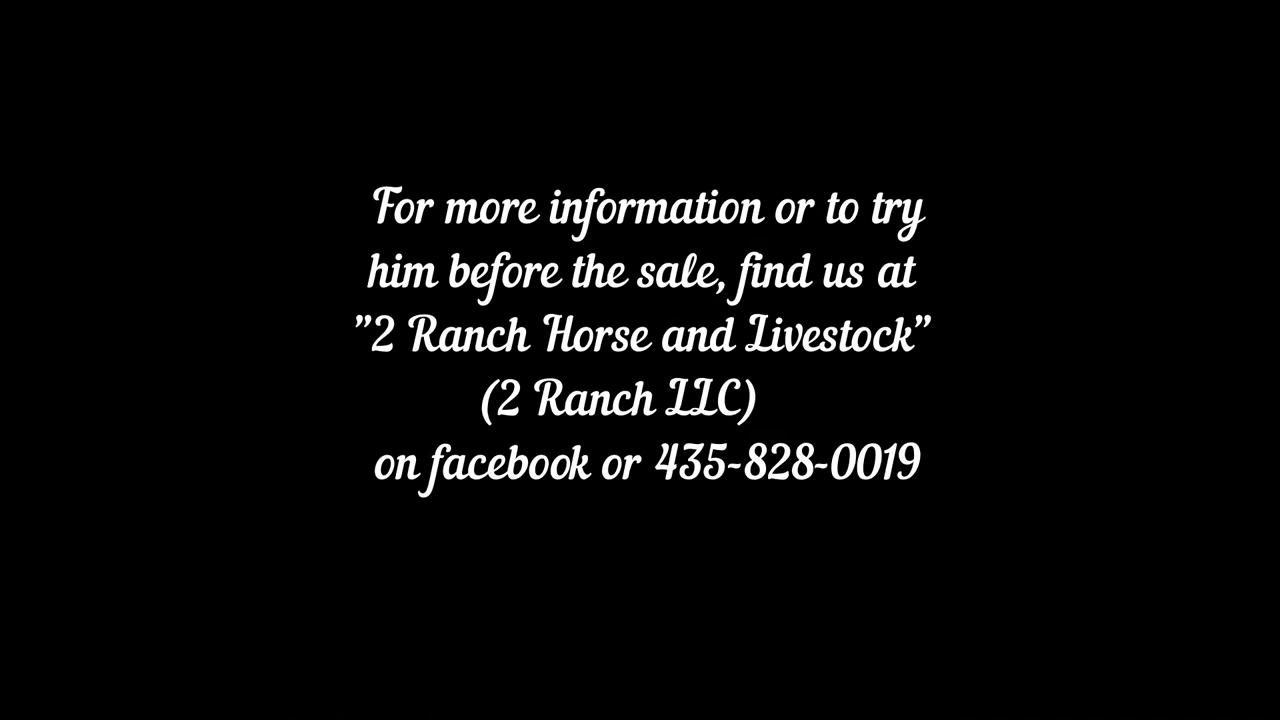 For more information or to try
him before the sale, find us at
"2 Ranch Horse and Livestock"
(2 Ranch LLC)
on facebook or 435-828-0019